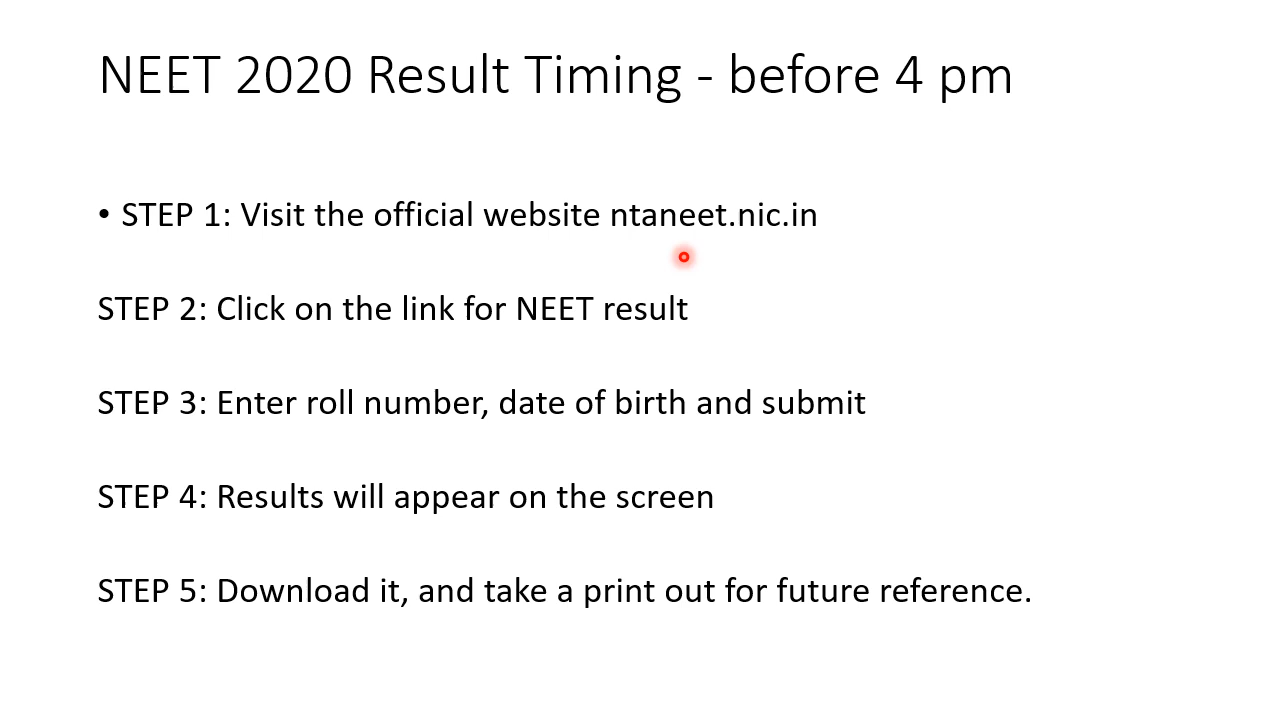 NEET 2020 Result Timing - before 4 pm
• STEP 1: Visit the official website ntaneet.nic.in
STEP 2: Click on the link for NEET result
STEP 3: Enter roll number, date of birth and submit
STEP 4: Results will appear on the screen
STEP 5: Download it, and take a print out for future reference.